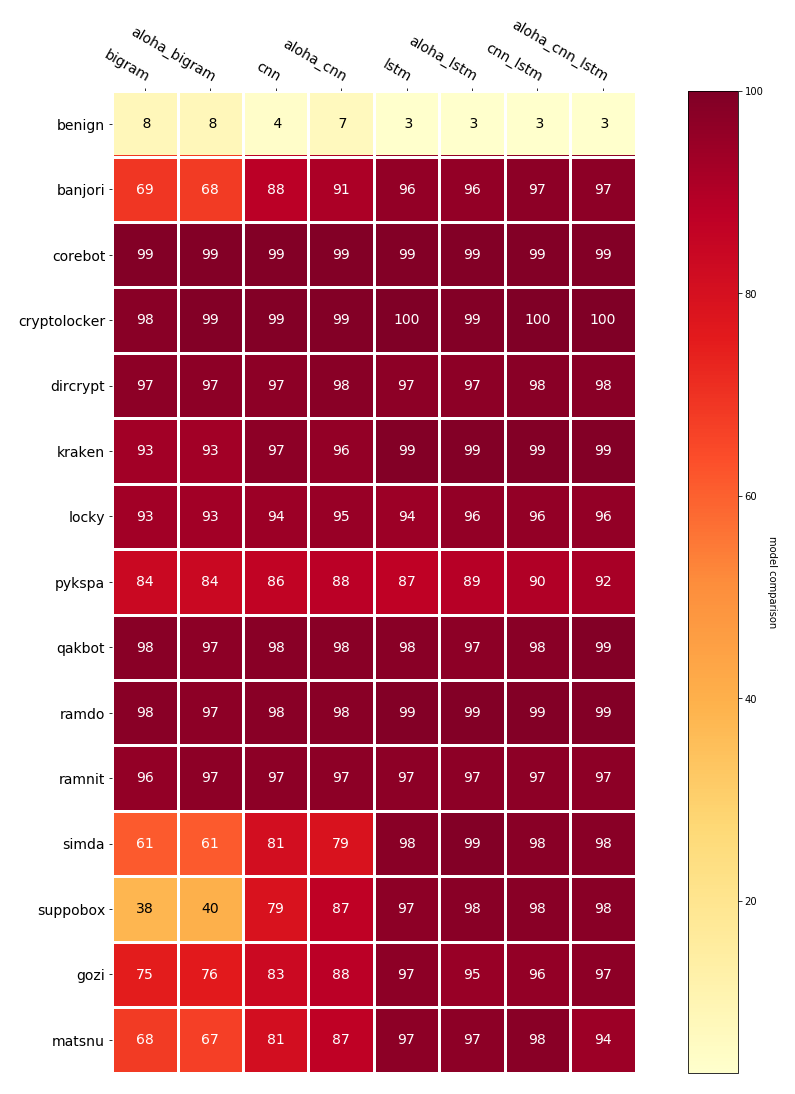 bigram aloha_bigram cnn aloha_cnn lstm aloha_lstm cnn_lstm aloha_cnn_lstm
benign 8 8 4 7 3 3 3 3
banjori 69 68 88 91 96 96 97 97
corebot 99 99 99 99 99 99 99 99
cryptolocker 98 99 99 99 100 99 100 100
dircrypt 97 97 97 98 97 97 98 98
kraken 93 93 97 96 99 99 99 99
locky 93 93 94 95 94 96 96 96
pykspa 84 84 86 88 87 89 90 92
qakbot 98 97 98 98 98 97 98 99
ramdo 98 97 98 98 99 99 99 99
ramnit 96 97 97 97 97 97 97 97
simda 61 61 81 79 98 99 98 98
suppobox 38 40 79 87 97 98 98 98
gozi 75 76 83 88 97 95 96 97
matsnu 68 67 81 87 97 97 98 94
100
80
60
40
20
model comparison